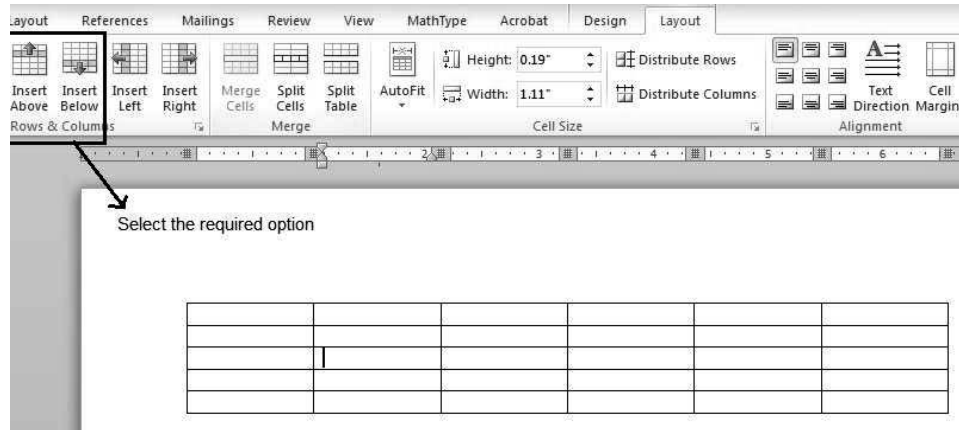 Layout References Mailings Review View MathType Acrobat Design Layout
Insert Above Insert Below Insert Left Insert Right Merge Cells Split Cells Split Table AutoFit Height: 0.19" Width: 1.11" Distribute Rows Distribute Columns Text Direction Cell Margin
Rows & Columns Merge Cell Size Alignment
1 2 3 4 5 6
Select the required option